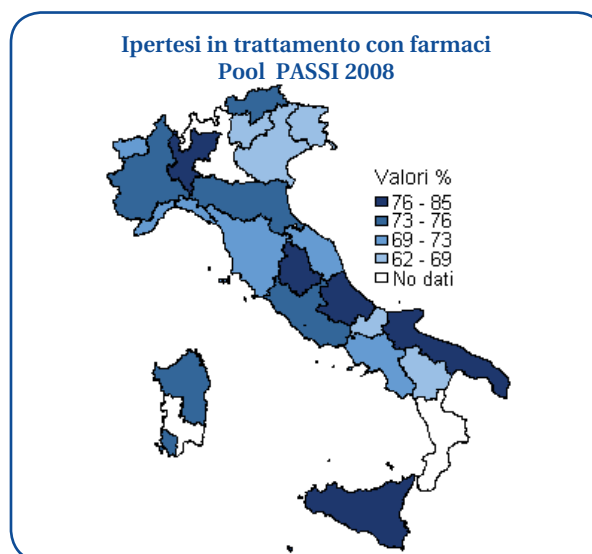 Ipertesi in trattamento con farmaci
Pool PASSI 2008
Valori %
76 - 85
73 - 76
69 - 73
62 - 69
No dati